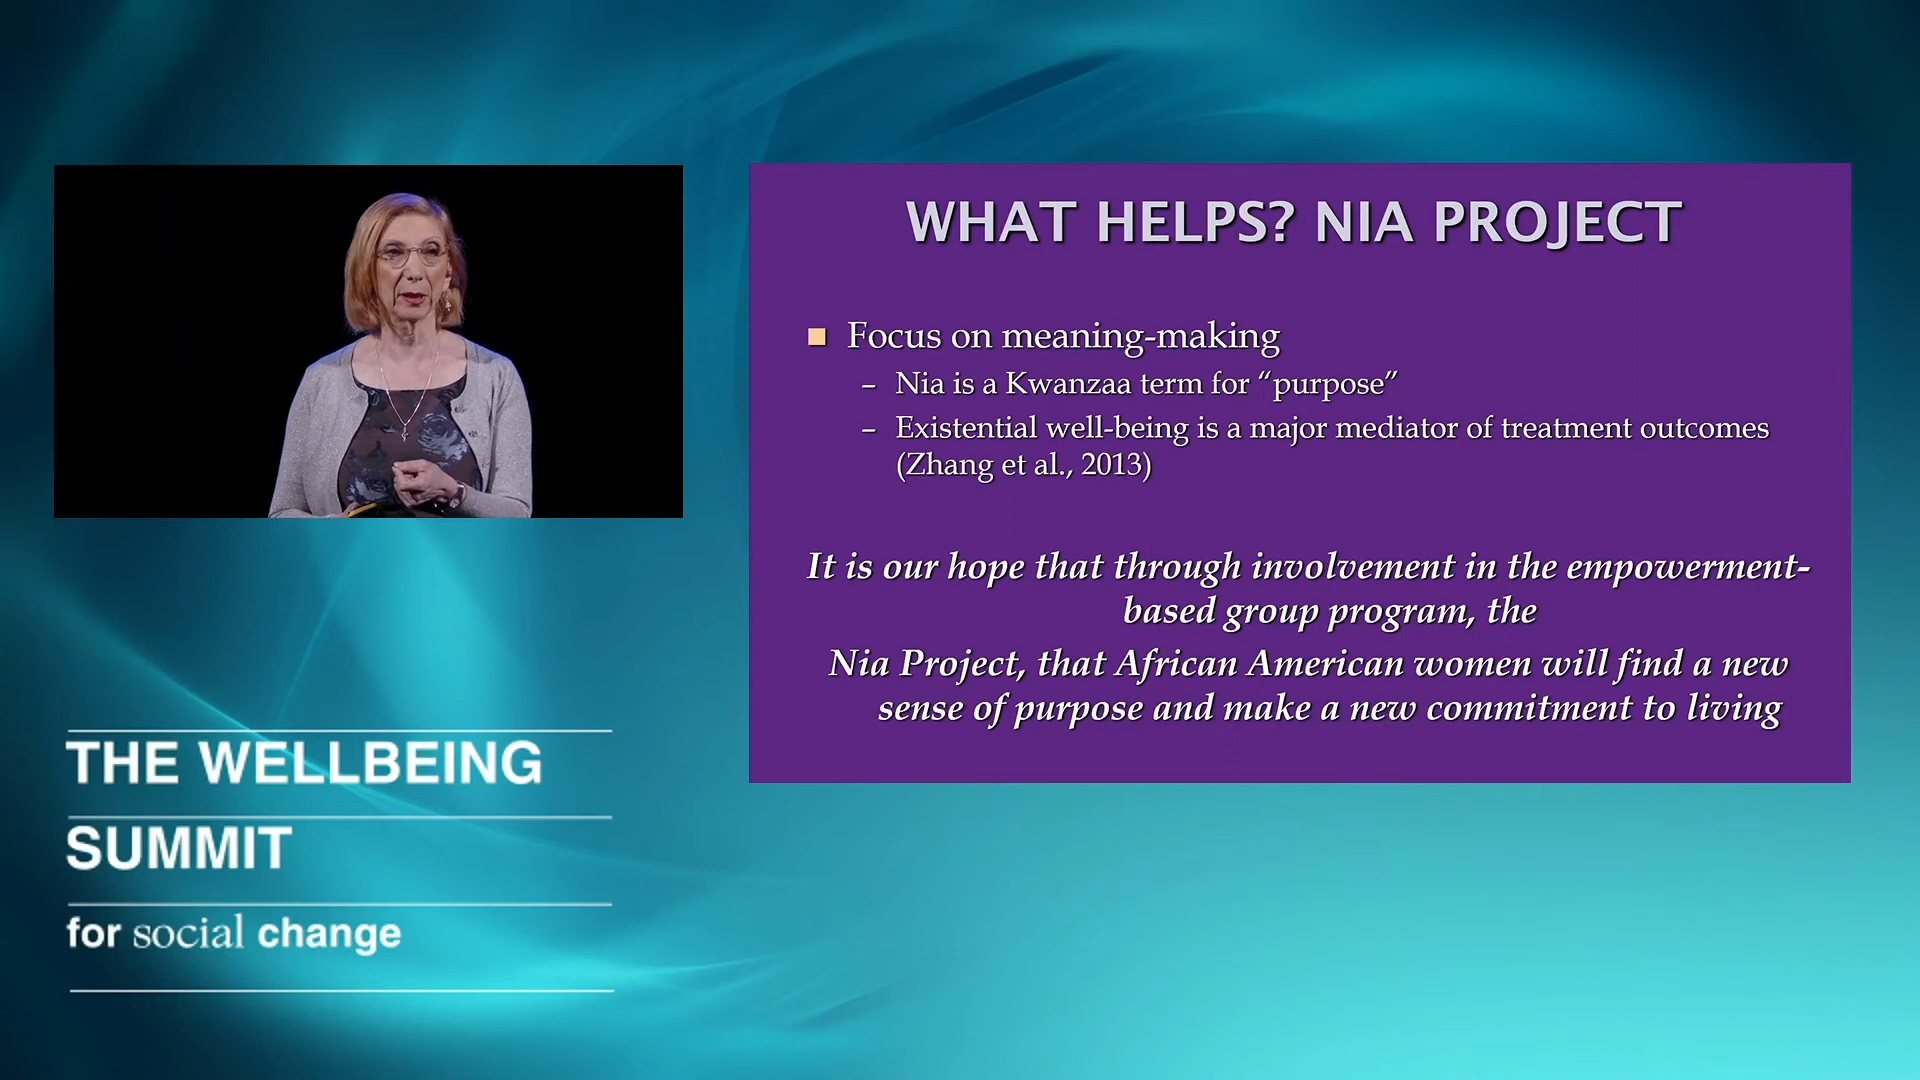 WHAT HELPS? NIA PROJECT
Focus on meaning-making
– Nia is a Kwanzaa term for “purpose”
– Existential well-being is a major mediator of treatment outcomes
(Zhang et al., 2013)
It is our hope that through involvement in the empowerment-
based group program, the
Nia Project, that African American women will find a new
sense of purpose and make a new commitment to living
THE WELLBEING
SUMMIT
for social change